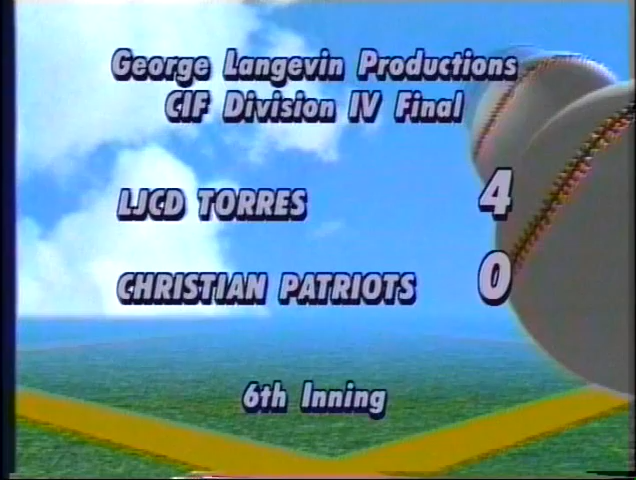 George Langevin Productions
CIF Division IV Final
LJCD TORRES 4
CHRISTIAN PATRIOTS 0
6th Inning